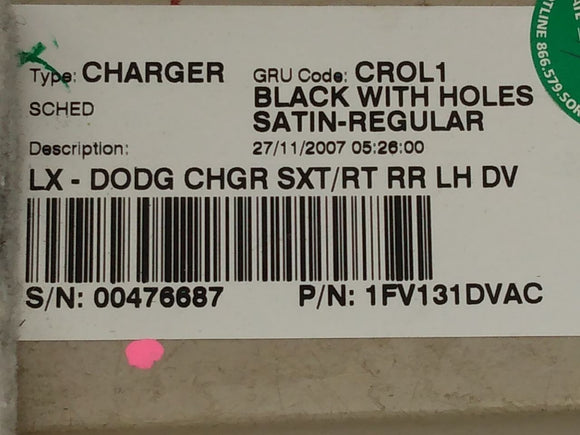 Type: CHARGER GRU Code: CROL1
SCHED BLACK WITH HOLES
SATIN-REGULAR
Description: 27/11/2007 05:26:00
LX - DODG CHGR SXT/RT RR LH DV
S/N: 00476687 P/N: 1FV131DVAC